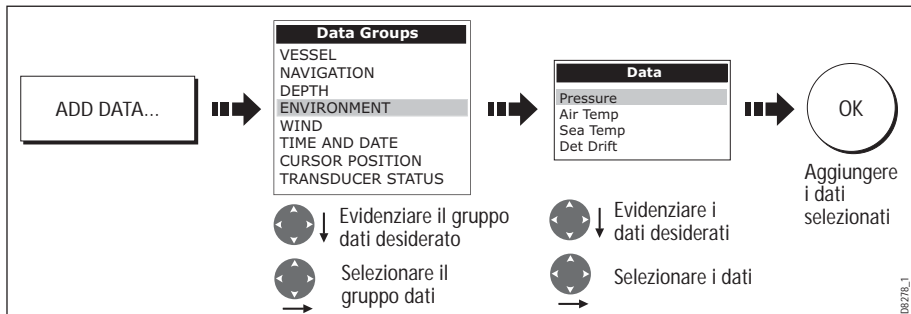 ADD DATA...
Data Groups
VESSEL
NAVIGATION
DEPTH
ENVIRONMENT
WIND
TIME AND DATE
CURSOR POSITION
TRANSDUCER STATUS
Evidenziare il gruppo
dati desiderato
Selezionare il
gruppo dati
Data
Pressure
Air Temp
Sea Temp
Det Drift
Evidenziare i
dati desiderati
Selezionare i dati
OK
Aggiungere
i dati
selezionati
D8278_1